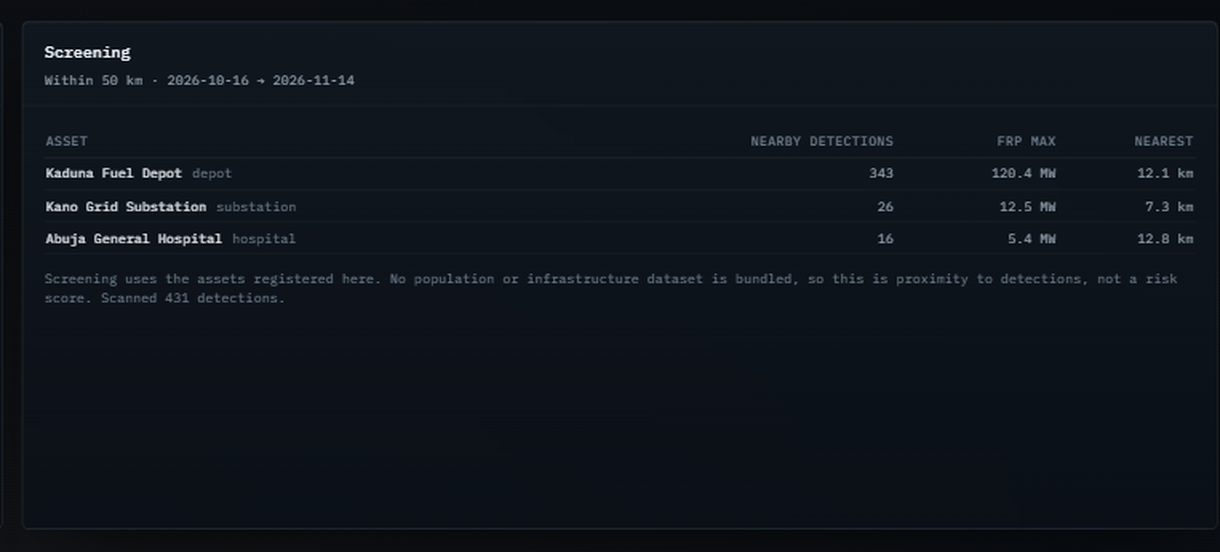 Screening
Within 50 km · 2026-10-16 → 2026-11-14
ASSET NEARBY DETECTIONS FRP MAX NEAREST
Kaduna Fuel Depot depot 343 120.4 MW 12.1 km
Kano Grid Substation substation 26 12.5 MW 7.3 km
Abuja General Hospital hospital 16 5.4 MW 12.8 km
Screening uses the assets registered here. No population or infrastructure dataset is bundled, so this is proximity to detections, not a risk
score. Scanned 431 detections.